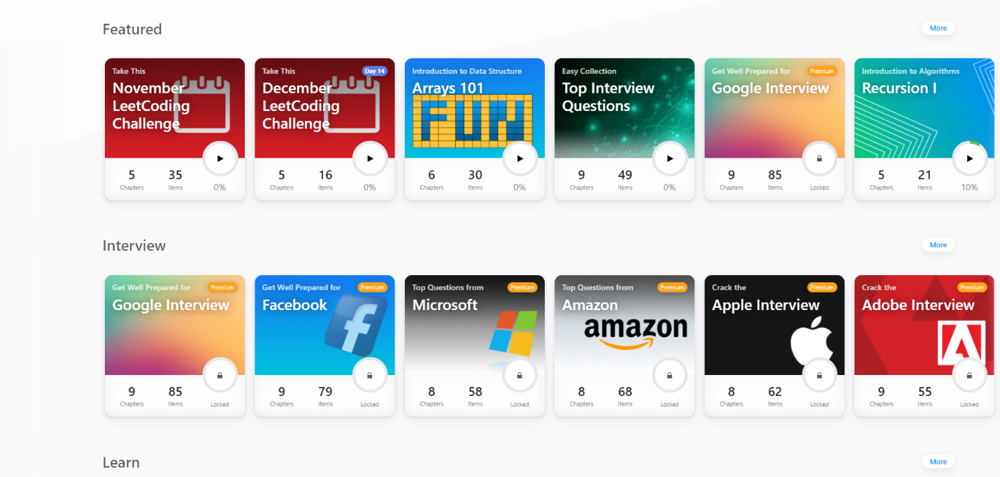 Featured
More
Take This
November
LeetCoding
Challenge
5
Chapters
35
Items
0%
Take This
Day 14
December
LeetCoding
Challenge
5
Chapters
16
Items
0%
Introduction to Data Structure
Arrays 101
FUN
6
Chapters
30
Items
0%
Easy Collection
Top Interview
Questions
9
Chapters
49
Items
0%
Get Well Prepared for
Premium
Google Interview
9
Chapters
85
Items
Locked
Introduction to Algorithms
Recursion I
5
Chapters
21
Items
10%
Interview
More
Get Well Prepared for
Premium
Google Interview
9
Chapters
85
Items
Locked
Get Well Prepared for
Premium
Facebook
f
9
Chapters
79
Items
Locked
Top Questions from
Premium
Microsoft
8
Chapters
58
Items
Locked
Top Questions from
Premium
Amazon
amazon
8
Chapters
68
Items
Locked
Crack the
Premium
Apple Interview
8
Chapters
62
Items
Locked
Crack the
Premium
Adobe Interview
9
Chapters
55
Items
Locked
Learn
More